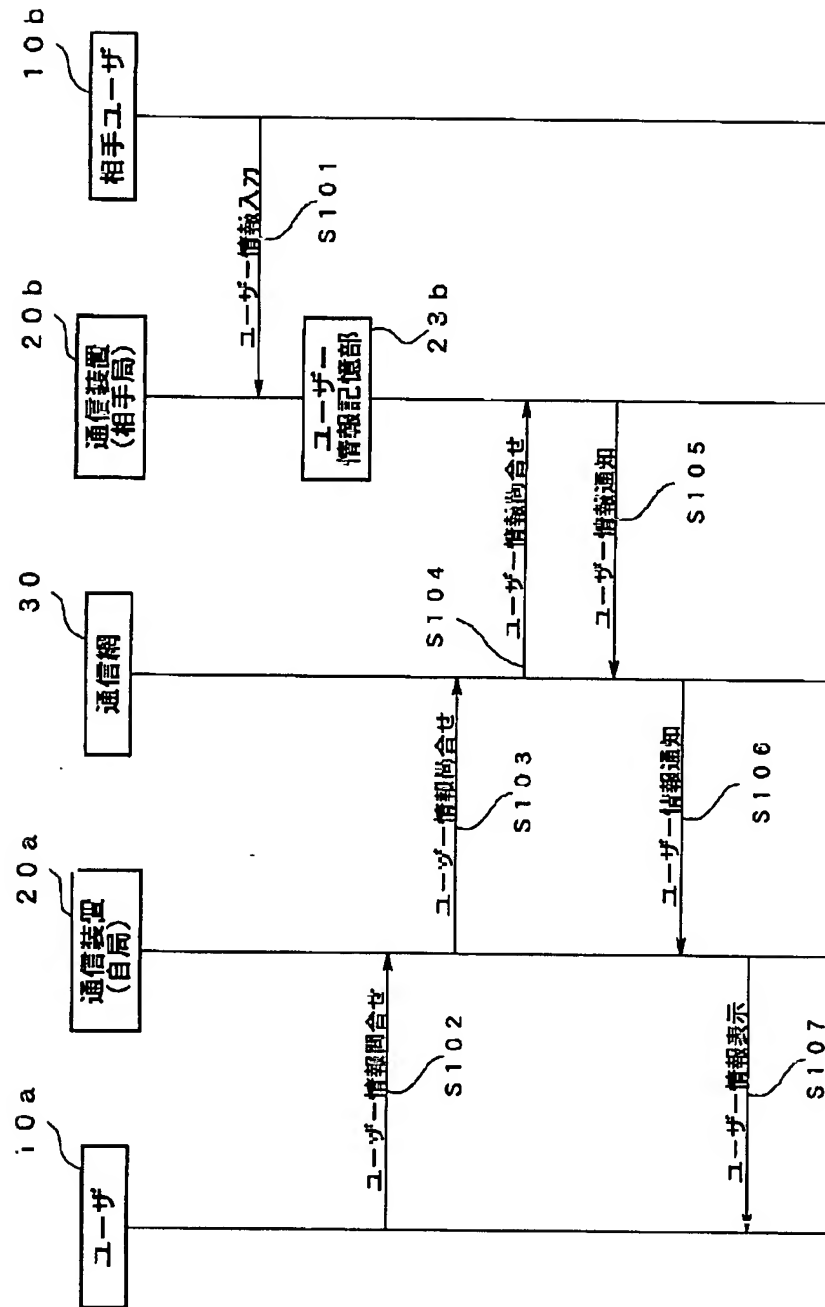 10a
ユーザ
20a
通信装置
(自局)
30
通信網
20b
通信装置
(相手局)
10b
相手ユーザ
ユーザー情報入力
S101
ユーザー
情報記憶部
23b
ユーザー情報問合せ
S102
ユーザー情報問合せ
S103
S104
ユーザー情報問合せ
ユーザー情報通知
S105
ユーザー情報通知
S106
ユーザー情報表示
S107